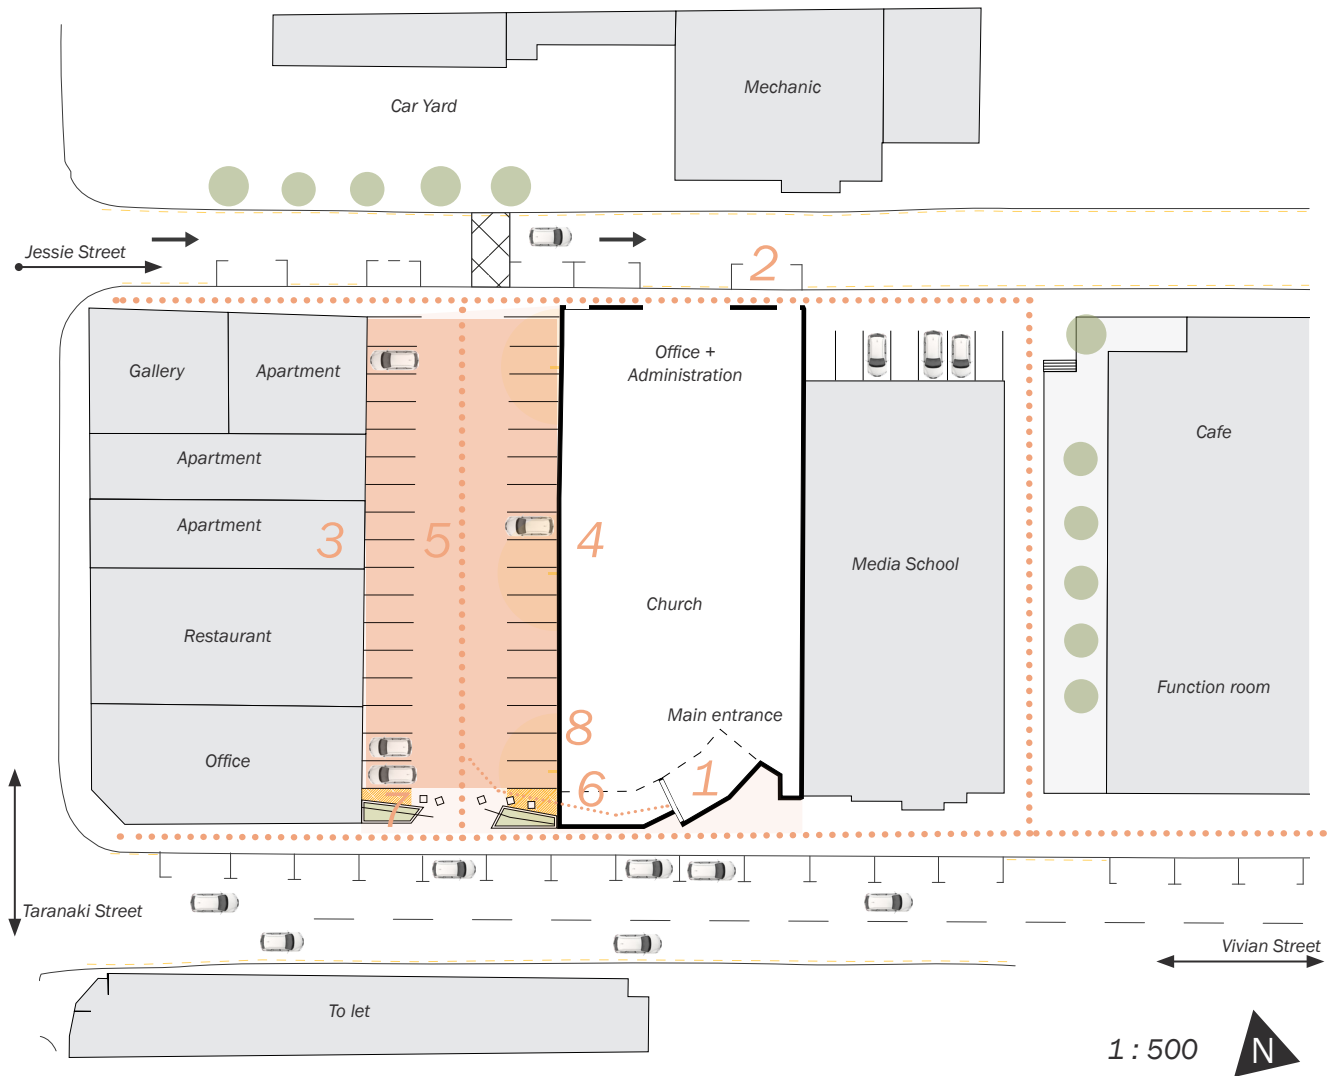 Car Yard
Mechanic
Jessie Street
2
Gallery
Apartment
Office +
Administration
Apartment
Apartment
3
5
4
Cafe
Media School
Church
Restaurant
Function room
Main entrance
8
Office
7
6
1
Taranaki Street
Vivian Street
To let
1:500
N